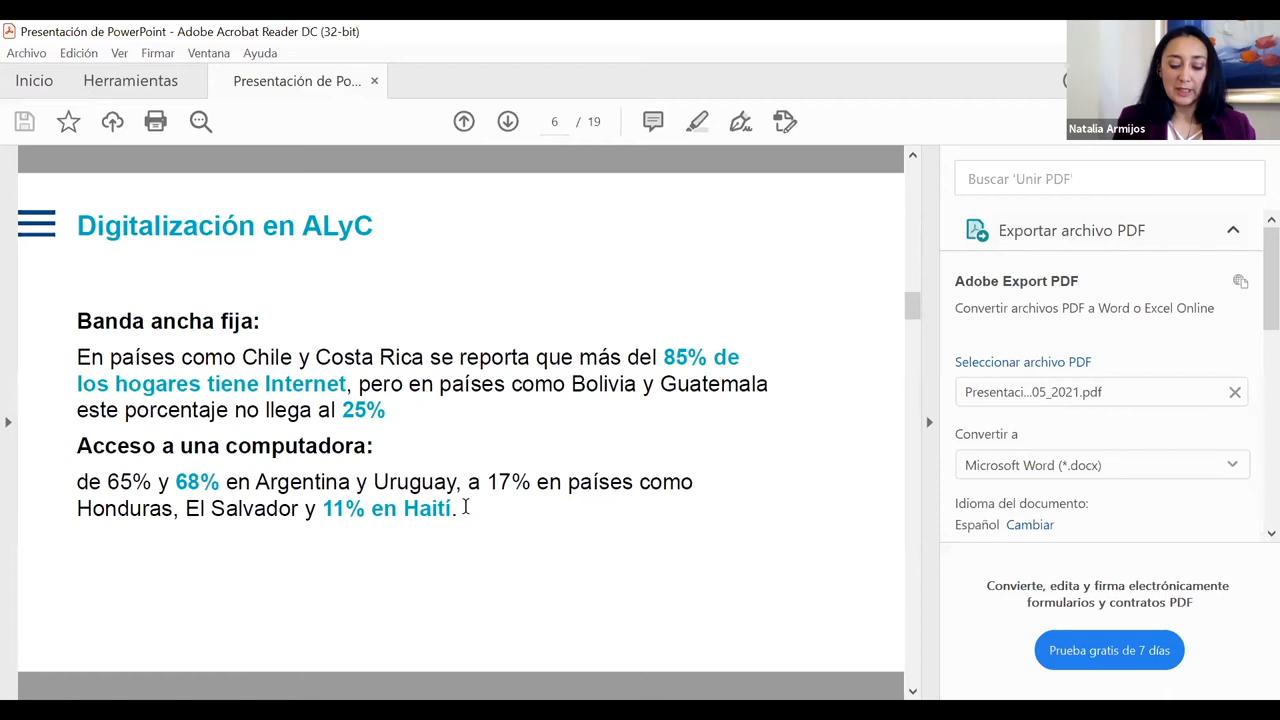 Presentación de PowerPoint - Adobe Acrobat Reader DC (32-bit)
Archivo Edición Ver Firmar Ventana Ayuda
Inicio Herramientas Presentación de Po... ×
6 / 19
Natalia Armijos
Digitalización en ALyC
Banda ancha fija:
En países como Chile y Costa Rica se reporta que más del 85% de
los hogares tiene Internet, pero en países como Bolivia y Guatemala
este porcentaje no llega al 25%
Acceso a una computadora:
de 65% y 68% en Argentina y Uruguay, a 17% en países como
Honduras, El Salvador y 11% en Haití.
Buscar 'Unir PDF'
Exportar archivo PDF
Adobe Export PDF
Convertir archivos PDF a Word o Excel Online
Seleccionar archivo PDF
Presentaci...05_2021.pdf
Convertir a
Microsoft Word (*.docx)
Idioma del documento:
Español Cambiar
Convierte, edita y firma electrónicamente
formularios y contratos PDF
Prueba gratis de 7 días